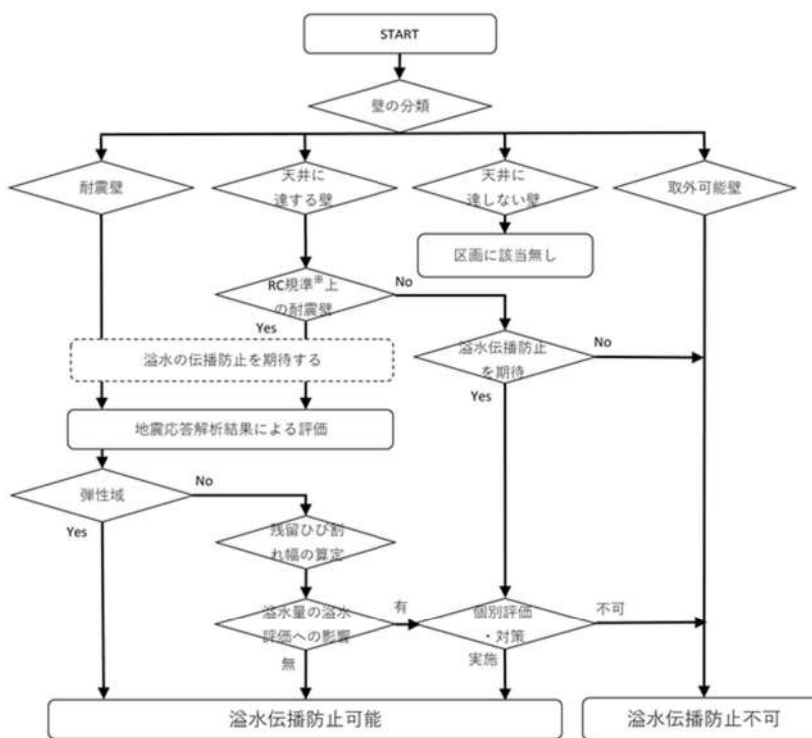 START
壁の分類
耐震壁
天井に
達する壁
天井に
達しない壁
取外可能壁
区画に該当無し
RC規準※上
の耐震壁
No
Yes
溢水の伝播防止を期待する
溢水伝播防止
を期待
No
Yes
地震応答解析結果による評価
弾性域
No
Yes
残留ひび割
れ幅の算定
溢水量の溢水
評価への影響
有
無
個別評価
・対策
不可
実施
溢水伝播防止可能
溢水伝播防止不可